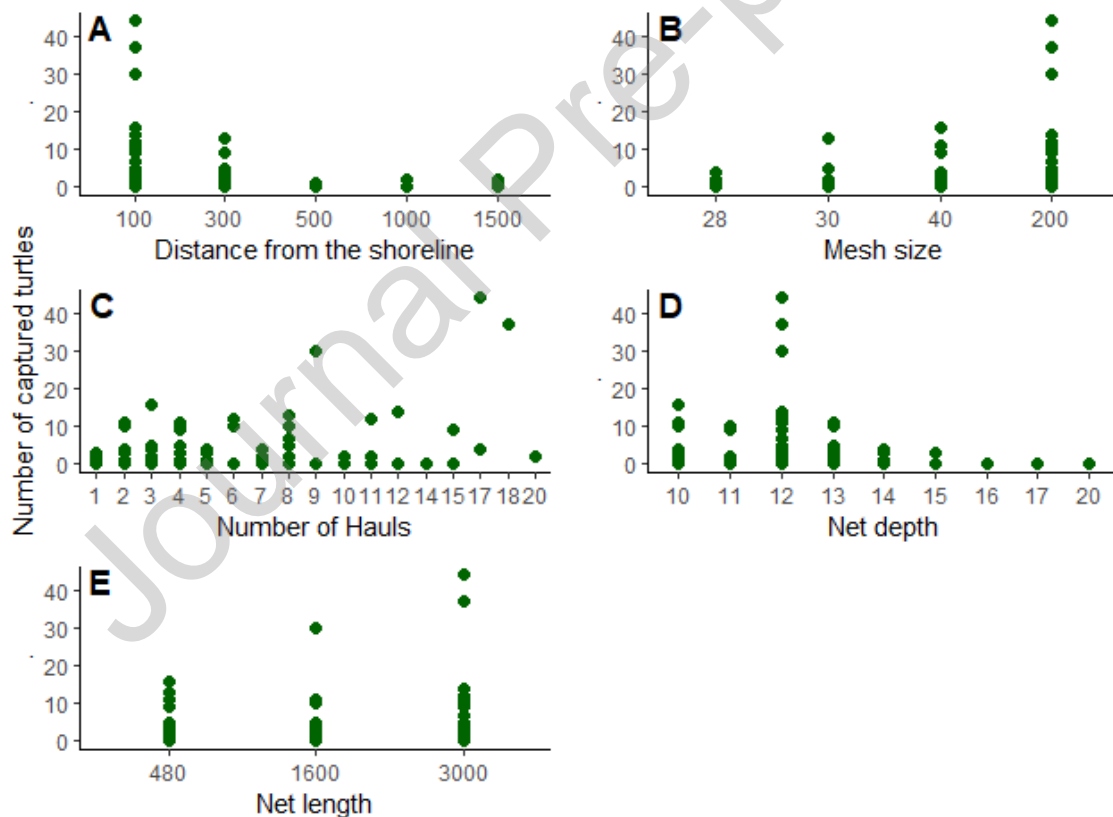 A
40
30
20
10
0
100 300 500 1000 1500
Distance from the shoreline
B
40
30
20
10
0
28 30 40 200
Mesh size
Number of captured turtles
C
40
30
20
10
0
1 2 3 4 5 6 7 8 9 10 11 12 14 15 17 18 20
Number of Hauls
D
40
30
20
10
0
10 11 12 13 14 15 16 17 20
Net depth
E
40
30
20
10
0
480 1600 3000
Net length
Journal Pre-p